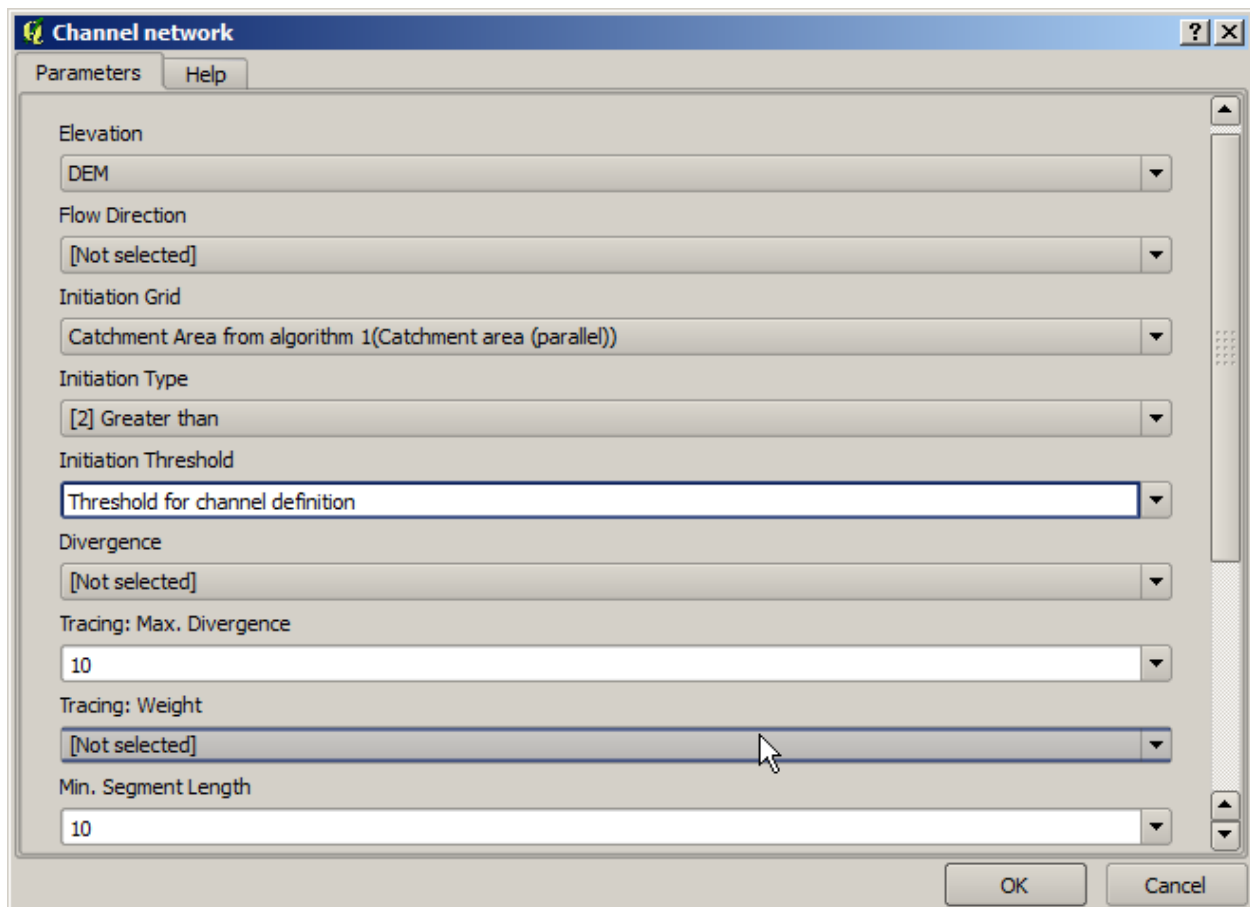 Channel network
Parameters Help
Elevation
DEM
Flow Direction
[Not selected]
Initiation Grid
Catchment Area from algorithm 1(Catchment area (parallel))
Initiation Type
[2] Greater than
Initiation Threshold
Threshold for channel definition
Divergence
[Not selected]
Tracing: Max. Divergence
10
Tracing: Weight
[Not selected]
Min. Segment Length
10
OK Cancel